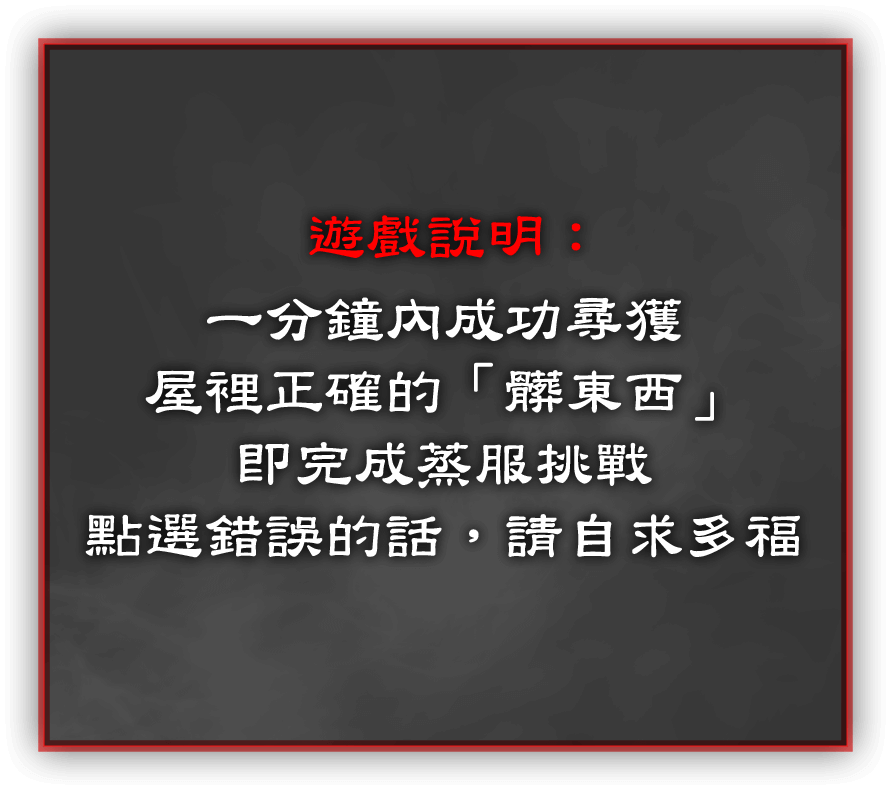 遊戲說明：
一分鐘內成功尋獲
屋裡正確的「髒東西」
即完成蒸服挑戰
點選錯誤的話，請自求多福